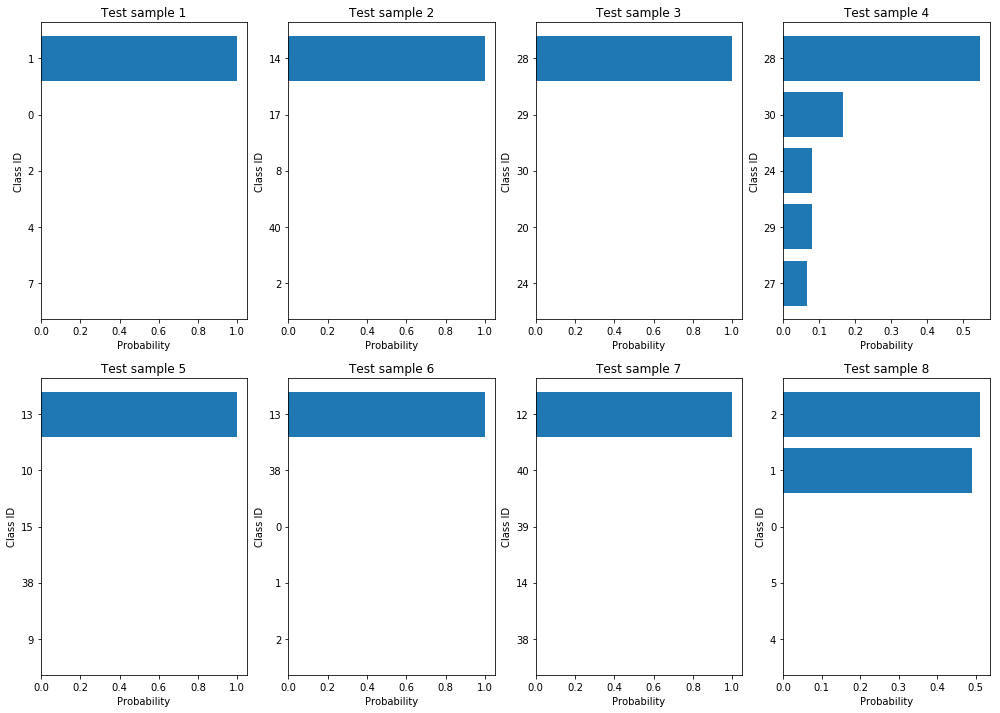 Test sample 1
1
0
2
4
7
Class ID
0.0 0.2 0.4 0.6 0.8 1.0
Probability
Test sample 2
14
17
8
40
2
Class ID
0.0 0.2 0.4 0.6 0.8 1.0
Probability
Test sample 3
28
29
30
20
24
Class ID
0.0 0.2 0.4 0.6 0.8 1.0
Probability
Test sample 4
28
30
24
29
27
Class ID
0.0 0.1 0.2 0.3 0.4 0.5
Probability
Test sample 5
13
10
15
38
9
Class ID
0.0 0.2 0.4 0.6 0.8 1.0
Probability
Test sample 6
13
38
0
1
2
Class ID
0.0 0.2 0.4 0.6 0.8 1.0
Probability
Test sample 7
12
40
39
14
38
Class ID
0.0 0.2 0.4 0.6 0.8 1.0
Probability
Test sample 8
2
1
0
5
4
Class ID
0.0 0.1 0.2 0.3 0.4 0.5
Probability